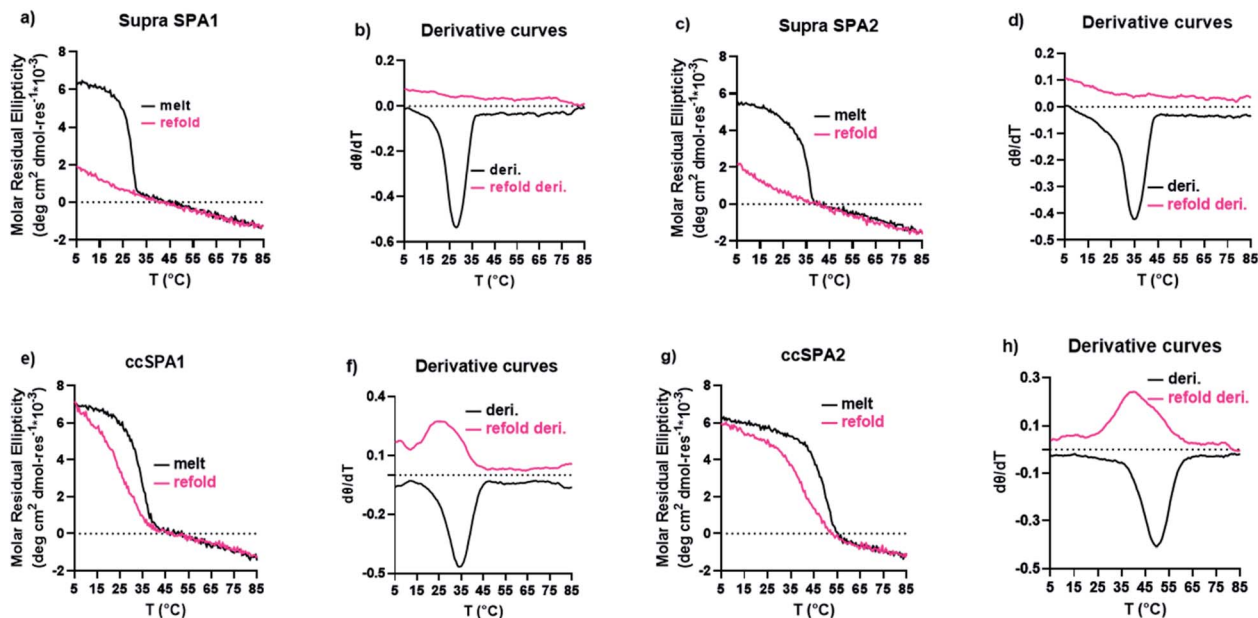 a)
Supra SPA1
Molar Residual Ellipticity
(deg cm² dmol-res⁻¹*10⁻³)
8
6
4
2
0
-2
melt
refold
5 15 25 35 45 55 65 75 85
T (°C)
b)
Derivative curves
dθ/dT
0.2
0.0
-0.2
-0.4
-0.6
deri.
refold deri.
5 15 25 35 45 55 65 75 85
T (°C)
c)
Supra SPA2
Molar Residual Ellipticity
(deg cm² dmol-res⁻¹*10⁻³)
8
6
4
2
0
-2
melt
refold
5 15 25 35 45 55 65 75 85
T (°C)
d)
Derivative curves
dθ/dT
0.2
0.1
0.0
-0.1
-0.2
-0.3
-0.4
-0.5
deri.
refold deri.
5 15 25 35 45 55 65 75 85
T (°C)
e)
ccSPA1
Molar Residual Ellipticity
(deg cm² dmol-res⁻¹*10⁻³)
8
6
4
2
0
-2
melt
refold
5 15 25 35 45 55 65 75 85
T (°C)
f)
Derivative curves
dθ/dT
0.4
0.1
-0.2
-0.5
deri.
refold deri.
5 15 25 35 45 55 65 75 85
T (°C)
g)
ccSPA2
Molar Residual Ellipticity
(deg cm² dmol-res⁻¹*10⁻³)
8
6
4
2
0
-2
melt
refold
5 15 25 35 45 55 65 75 85
T (°C)
h)
Derivative curves
dθ/dT
0.3
0.1
-0.1
-0.3
-0.5
deri.
refold deri.
5 15 25 35 45 55 65 75 85
T (°C)